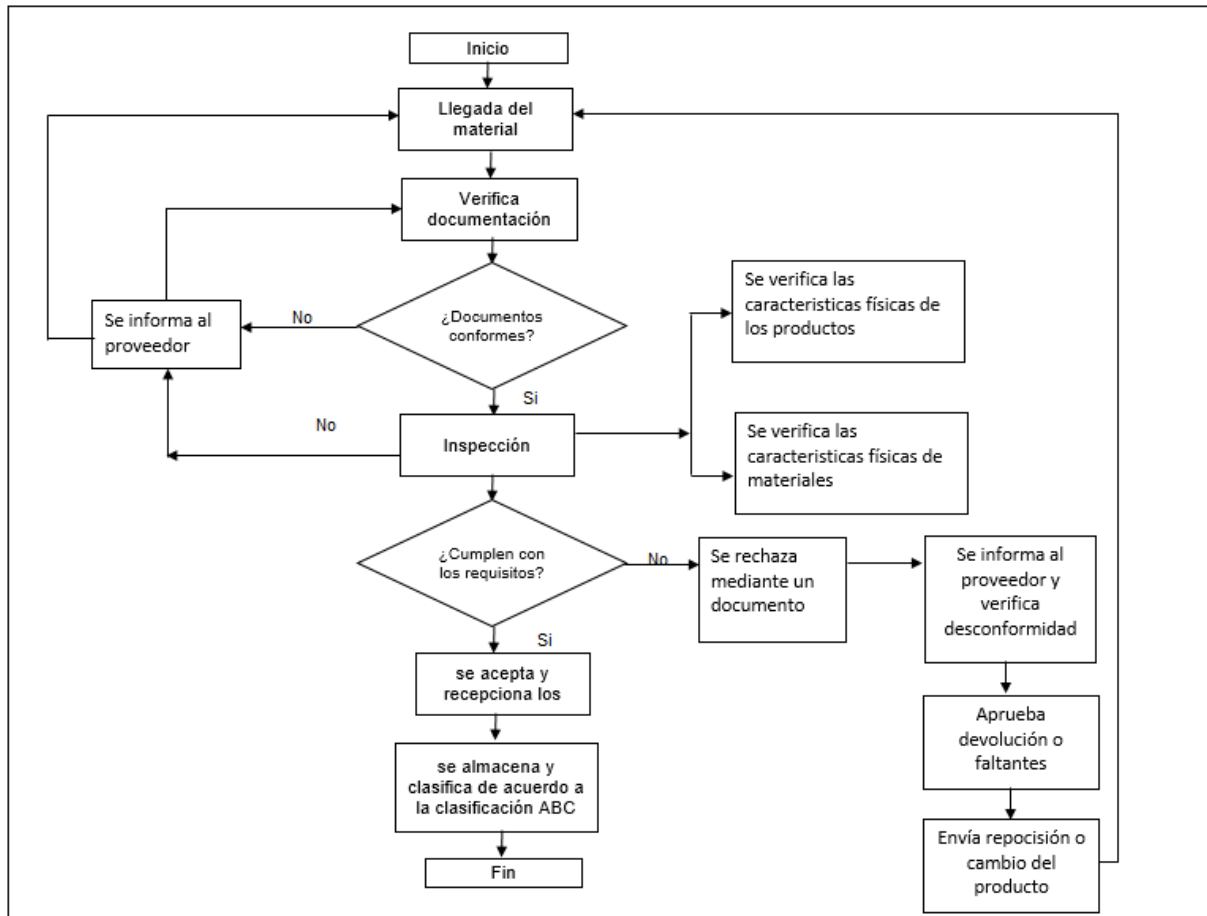 Inicio
Llegada del
material
Verifica
documentación
¿Documentos
conformes?
No
Se informa al
proveedor
Si
Se verifica las
caracteristicas físicas de
los productos
Inspección
No
Se verifica las
caracteristicas físicas de
materiales
¿Cumplen con
los requisitos?
No
Se rechaza
mediante un
documento
Se informa al
proveedor y
verifica
desconformidad
Si
se acepta y
recepciona los
Aprueba
devolución o
faltantes
se almacena y
clasifica de acuerdo a
la clasificación ABC
Envía repocisión o
cambio del
producto
Fin